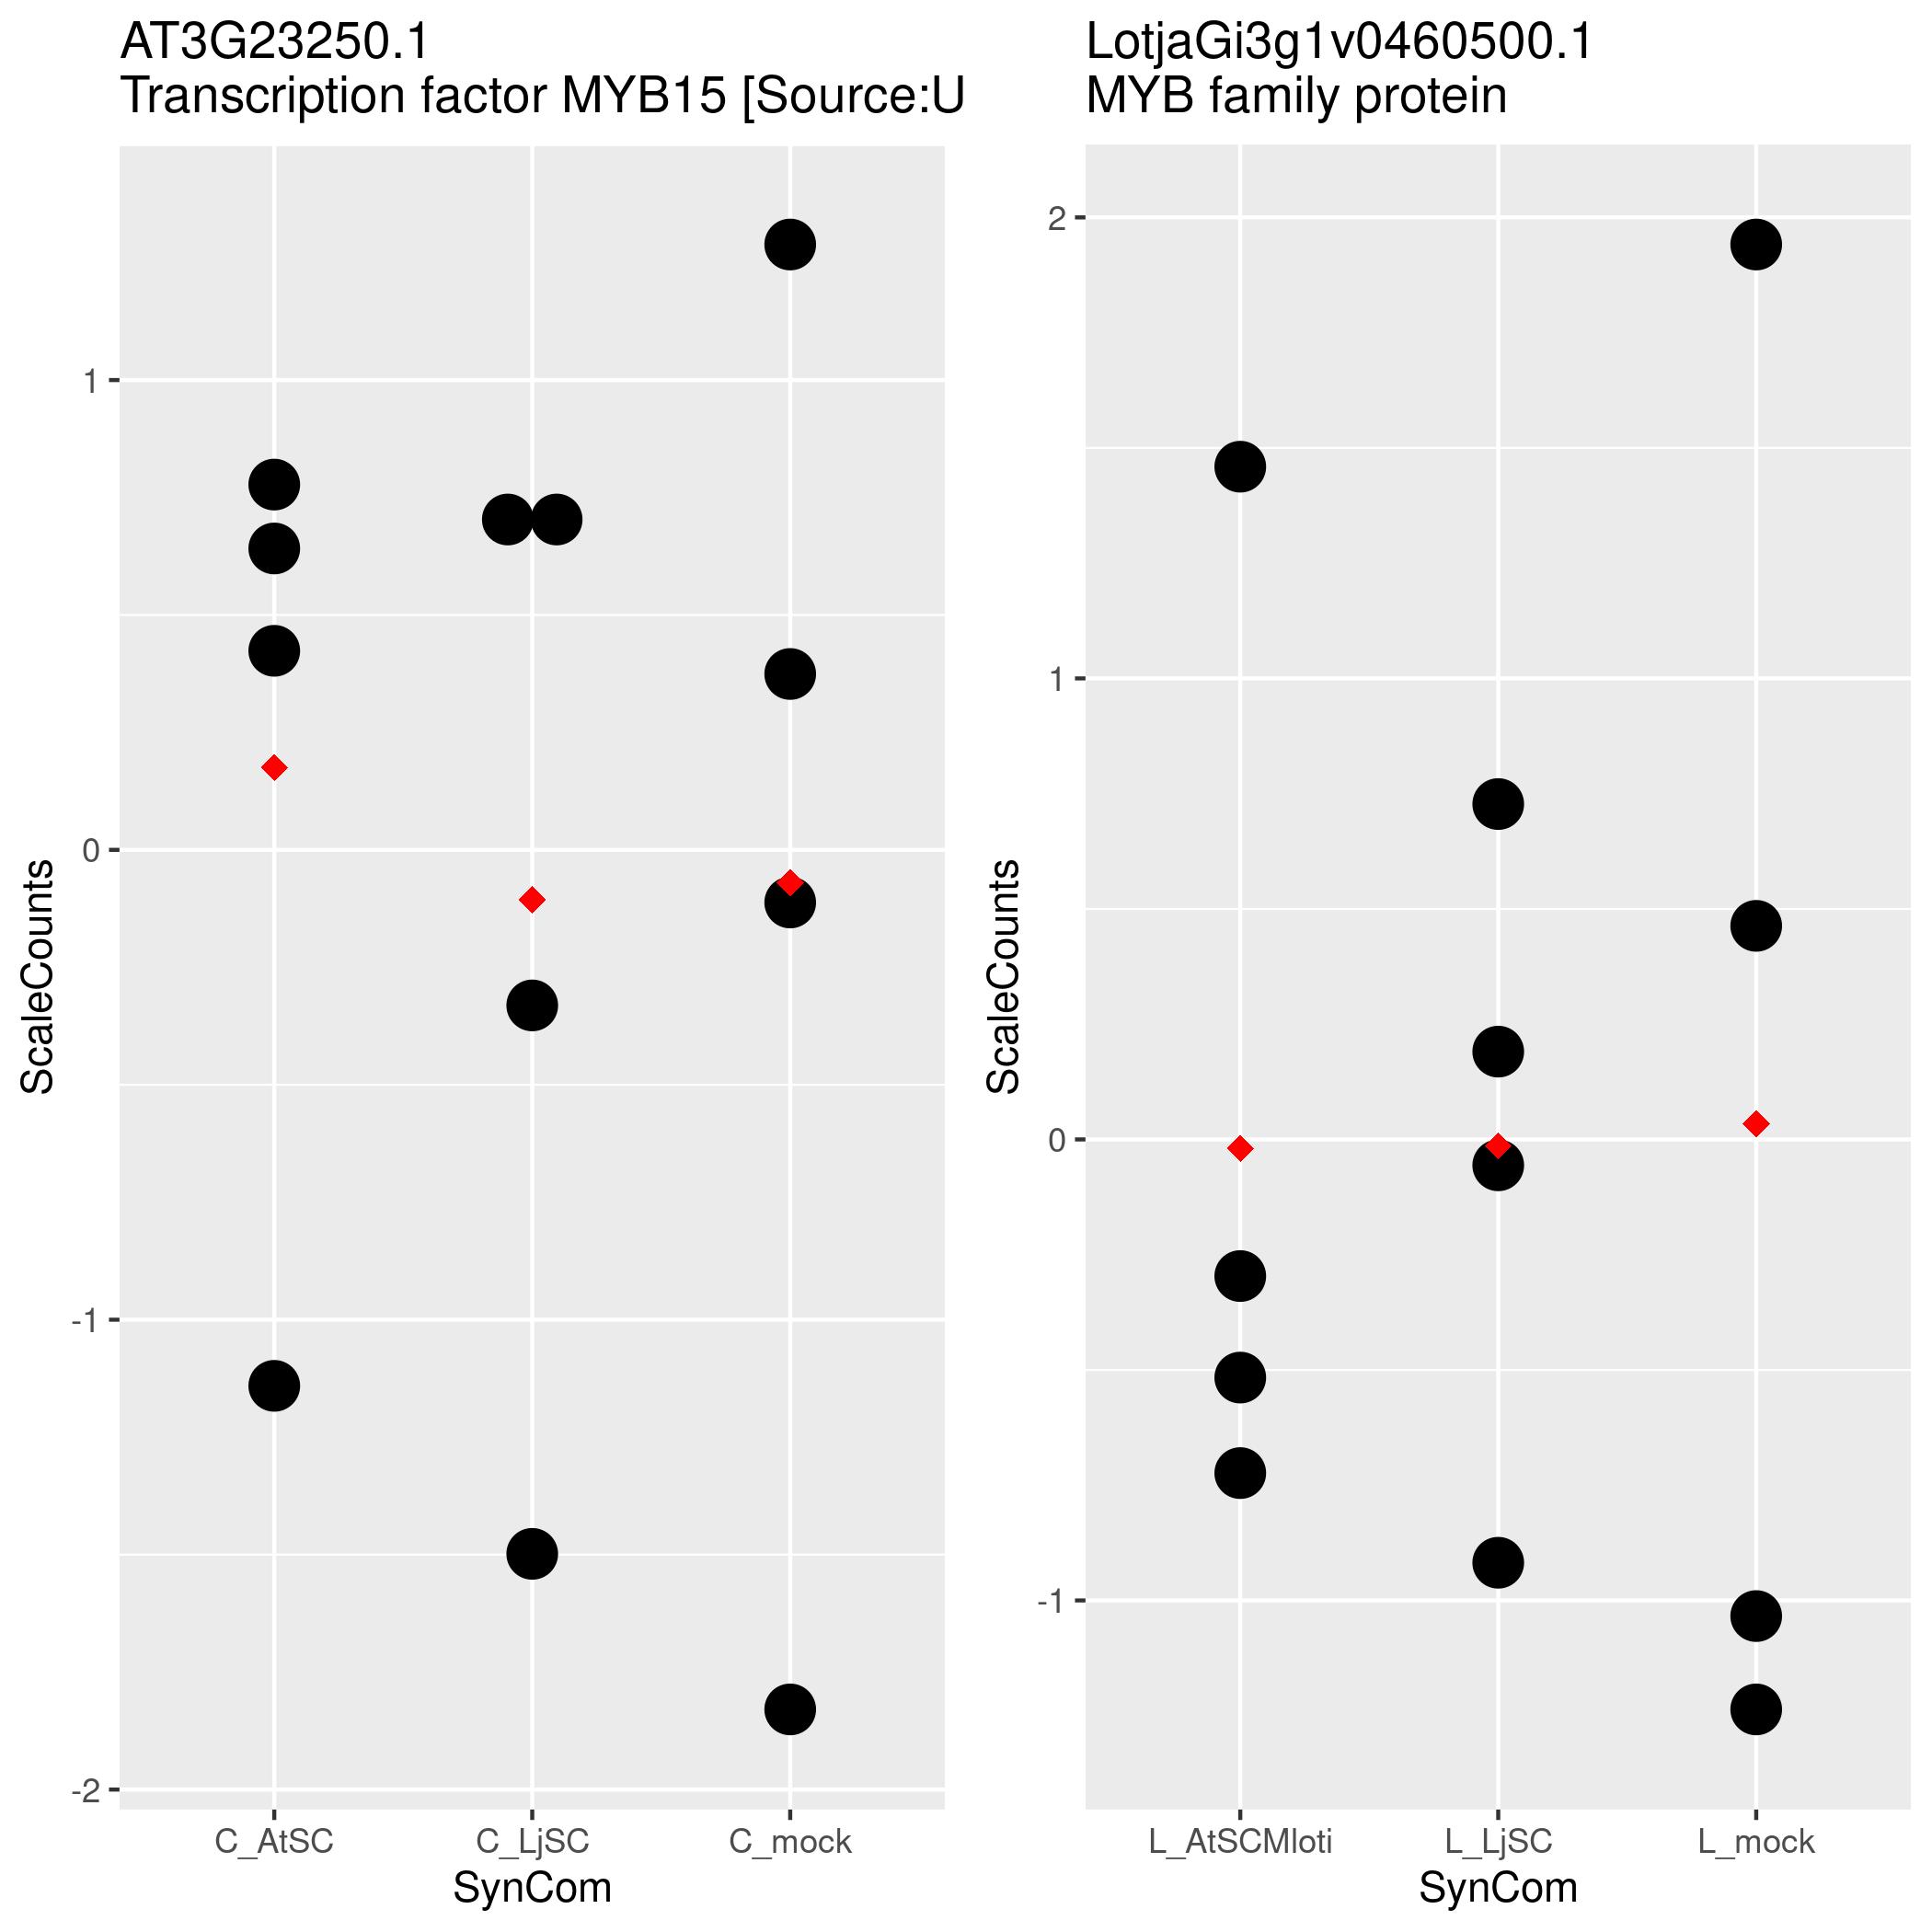 AT3G23250.1
Transcription factor MYB15 [Source:U
ScaleCounts
1
0
-1
-2
C_AtSC
C_LjSC
C_mock
SynCom
LotjaGi3g1v0460500.1
MYB family protein
ScaleCounts
2
1
0
-1
L_AtSCMloti
L_LjSC
L_mock
SynCom